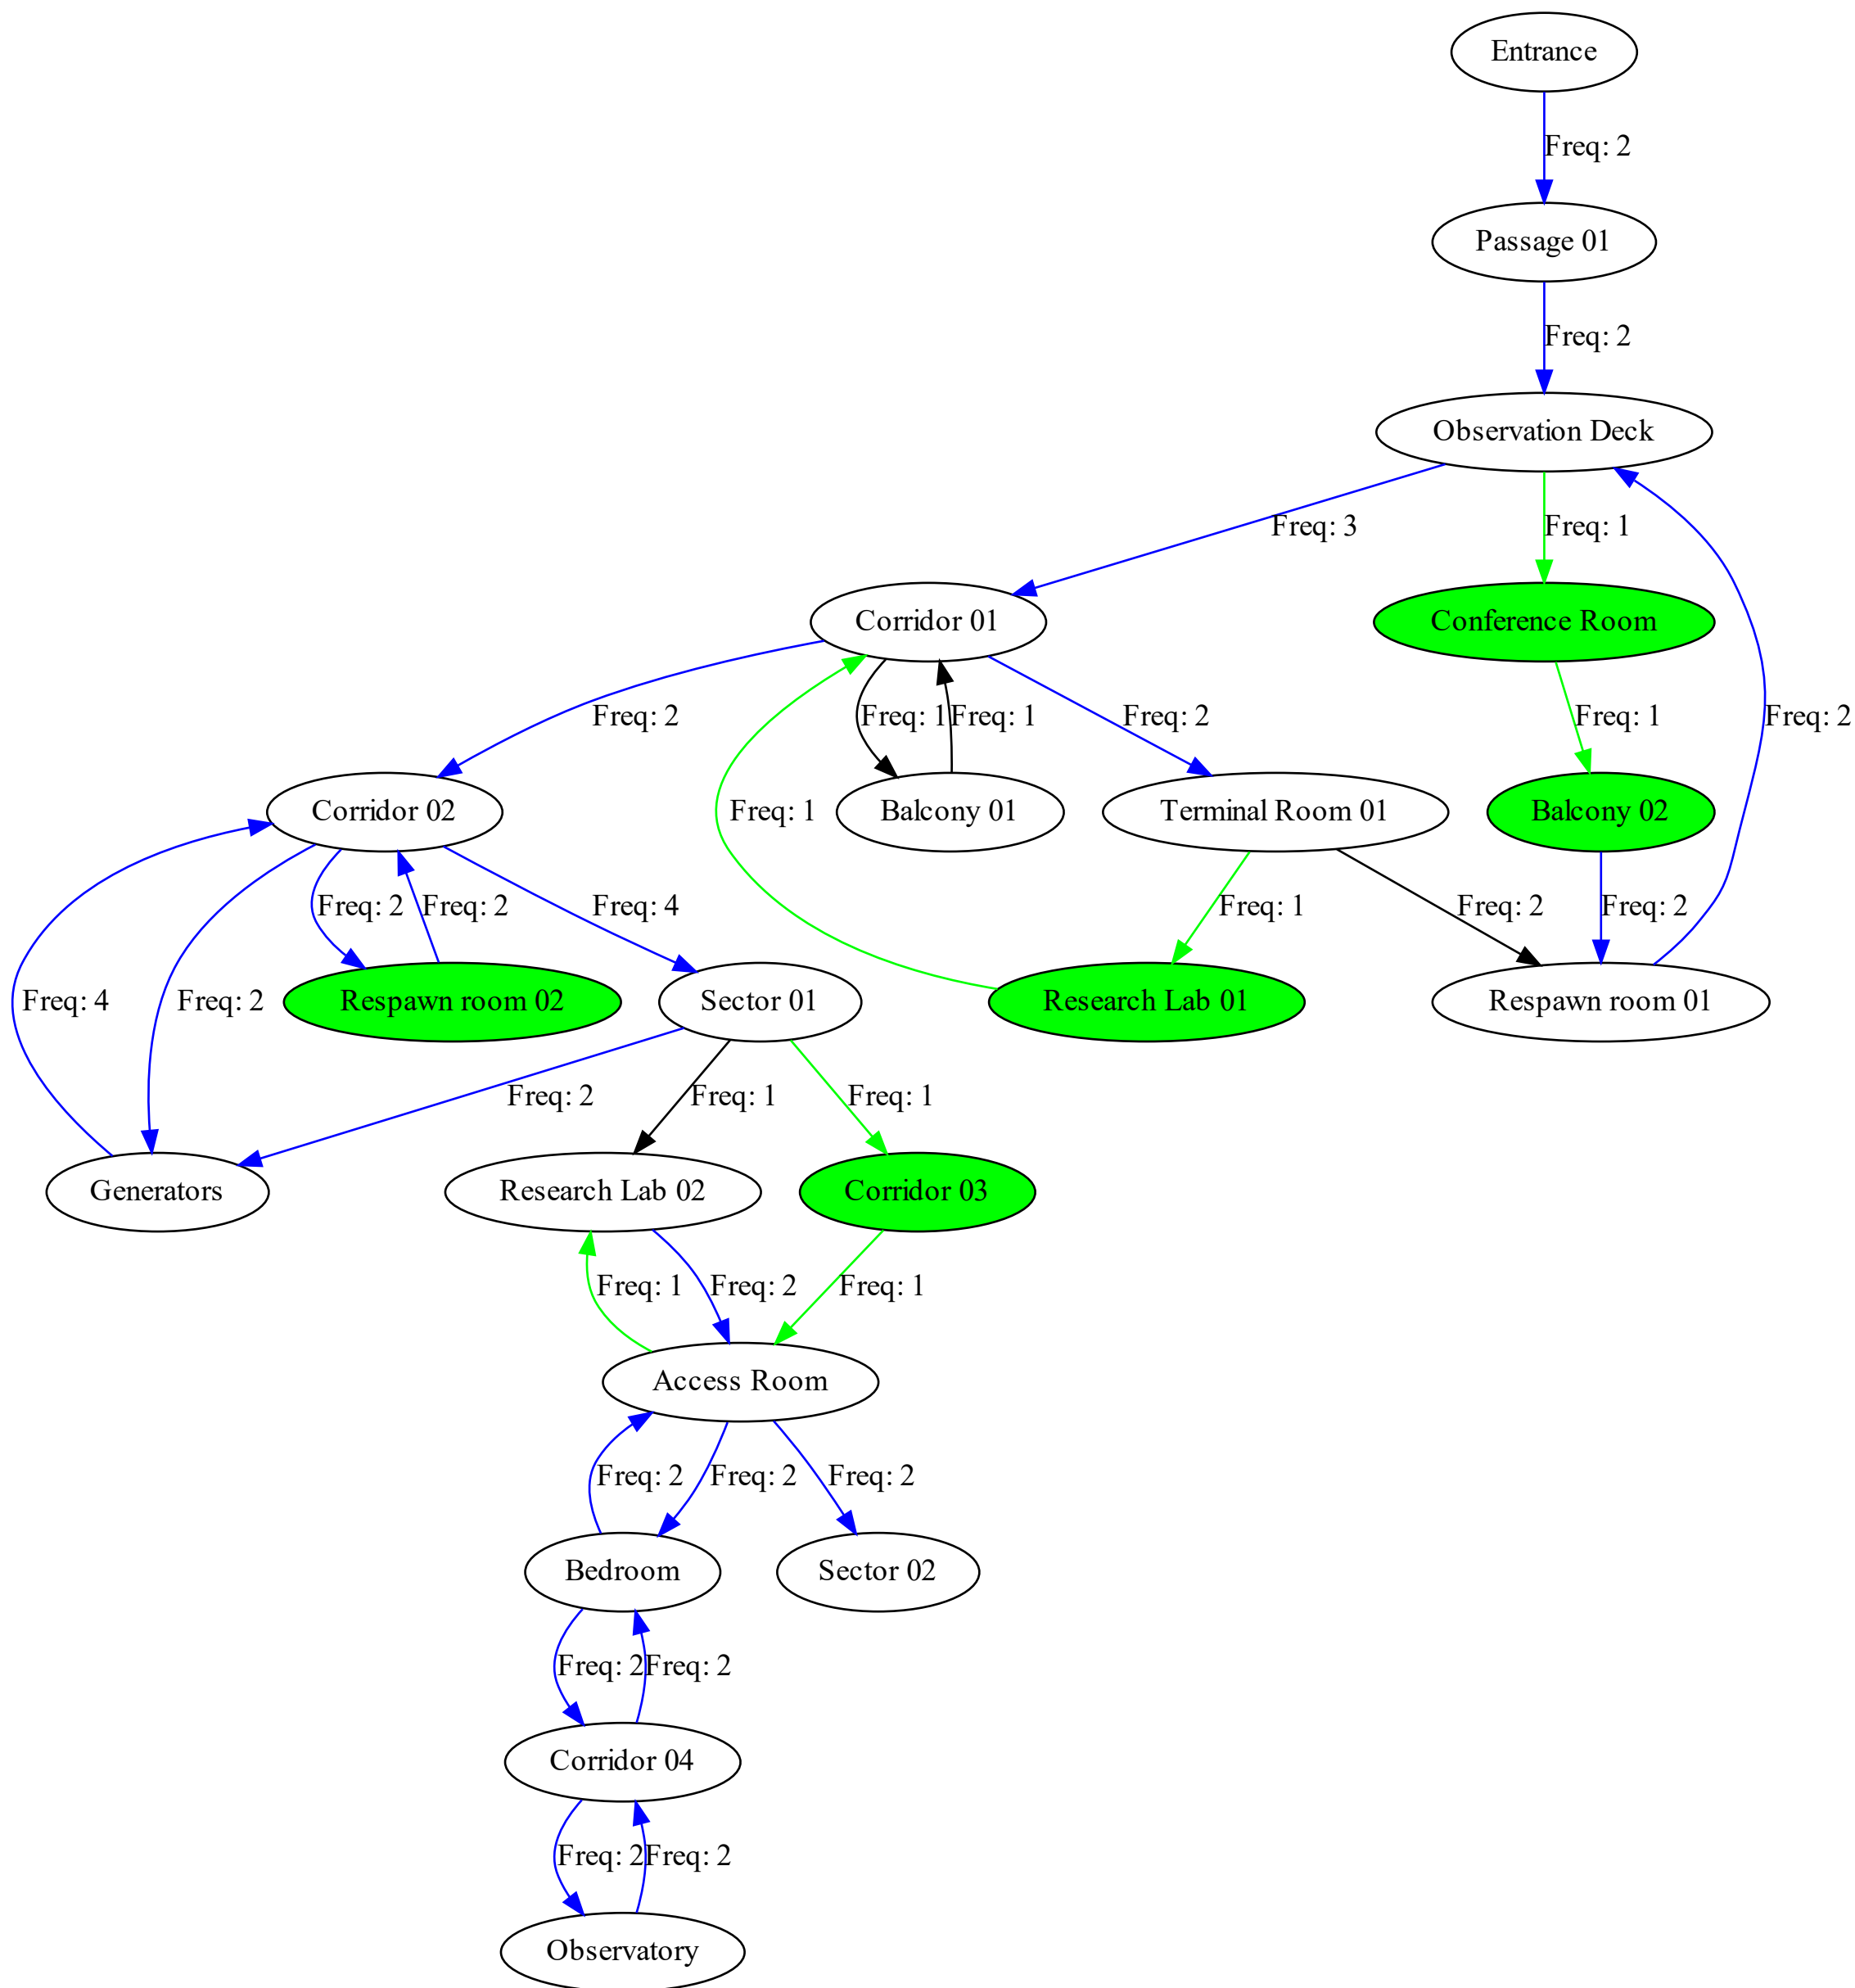 Entrance
Freq: 2
Passage 01
Freq: 2
Observation Deck
Freq: 3
Freq: 1
Corridor 01
Conference Room
Freq: 2
Freq: 1
Freq: 1
Freq: 2
Freq: 1
Freq: 2
Freq: 1
Corridor 02
Balcony 01
Terminal Room 01
Balcony 02
Freq: 2
Freq: 2
Freq: 4
Freq: 1
Freq: 2
Freq: 2
Freq: 4
Freq: 2
Respawn room 02
Sector 01
Research Lab 01
Respawn room 01
Freq: 2
Freq: 1
Freq: 1
Generators
Research Lab 02
Corridor 03
Freq: 1
Freq: 2
Freq: 1
Access Room
Freq: 2
Freq: 2
Freq: 2
Bedroom
Sector 02
Freq: 2
Freq: 2
Corridor 04
Freq: 2
Freq: 2
Observatory